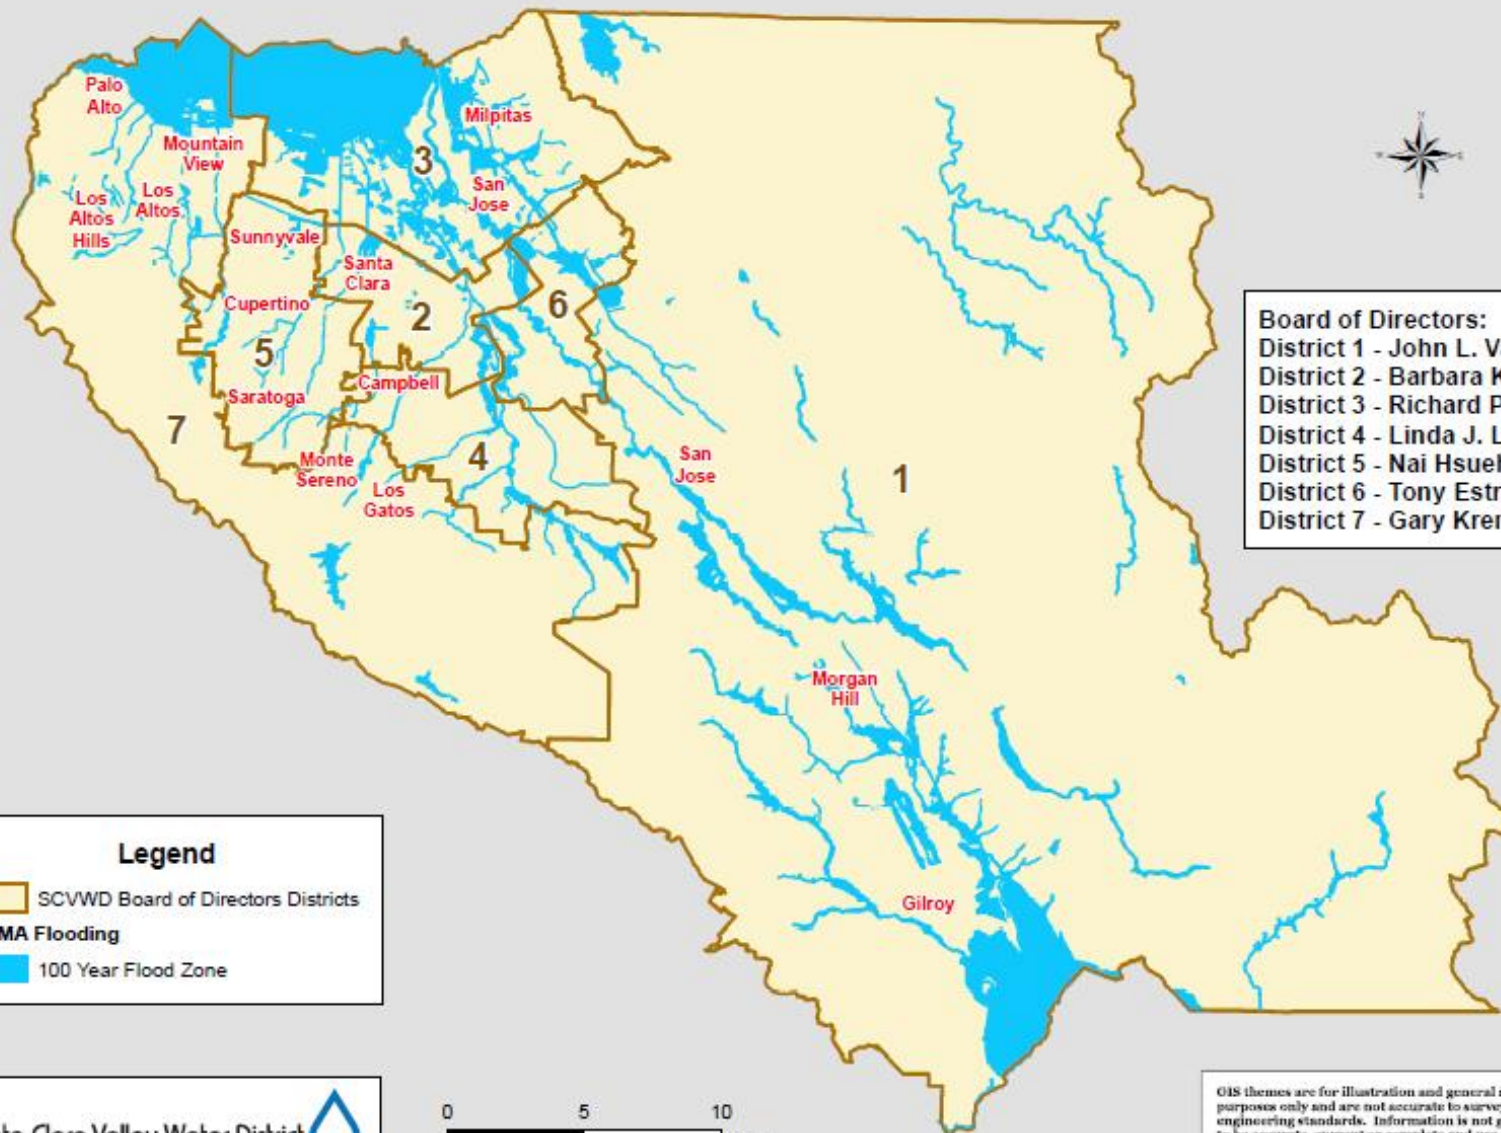 Palo
Alto
Mountain
View
Los
Altos
Hills
Los
Altos
Milpitas
3
San
Jose
Sunnyvale
Santa
Clara
Cupertino
2
6
5
Saratoga
Campbell
7
Monte
Sereno
Los
Gatos
4
San
Jose
1
Morgan
Hill
Gilroy
Board of Directors:
District 1 - John L.
District 2 - Barbara
District 3 - Richard
District 4 - Linda J.
District 5 - Nai
District 6 - Tony
District 7 - Gary
Legend
SCVWD Board of Directors Districts
Flooding
100 Year Flood Zone
Valley Water District
0 5 10
GIS themes are for illustration and general
purposes only and are not accurate to
engineering standards. Information is not